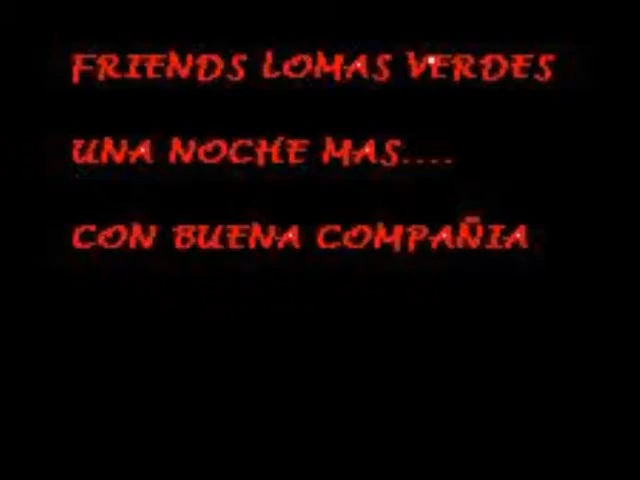 FRIENDS LOMAS VERDES
UNA NOCHE MAS....
CON BUENA COMPAÑIA